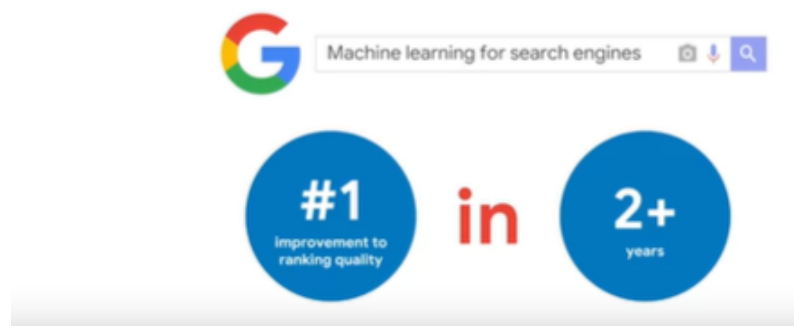 Machine learning for search engines
#1
improvement to
ranking quality
in
2+
years